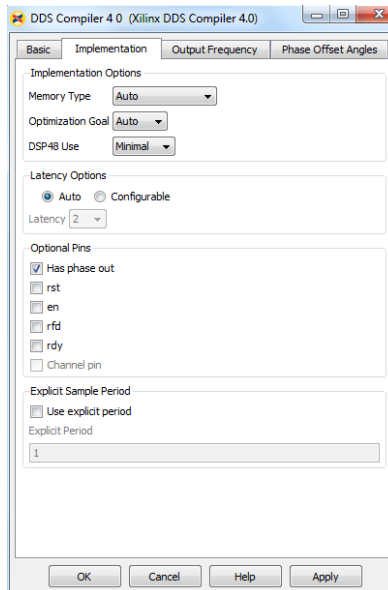 DDS Compiler 4 0 (Xilinx DDS Compiler 4.0)
Basic Implementation Output Frequency Phase Offset Angles
Implementation Options
Memory Type Auto
Optimization Goal Auto
DSP48 Use Minimal
Latency Options
Auto Configurable
Latency 2
Optional Pins
Has phase out
rst
en
rfd
rdy
Channel pin
Explicit Sample Period
Use explicit period
Explicit Period
1
OK Cancel Help Apply